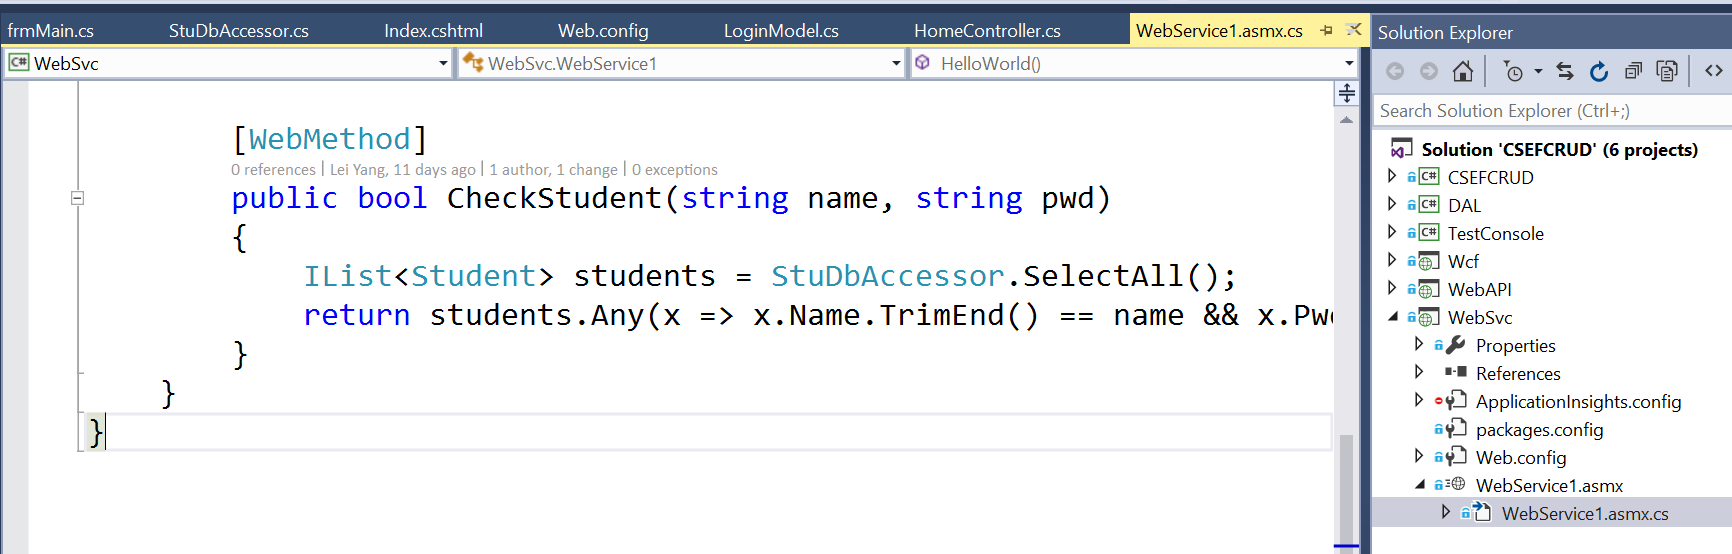 frmMain.cs StuDbAccessor.cs Index.cshtml Web.config LoginModel.cs HomeController.cs WebService1.asmx.cs
C# WebSvc WebSvc.WebService1 HelloWorld()
[WebMethod]
0 references | Lei Yang, 11 days ago | 1 author, 1 change | 0 exceptions
public bool CheckStudent(string name, string pwd)
{
IList<Student> students = StuDbAccessor.SelectAll();
return students.Any(x => x.Name.TrimEnd() == name && x.Pw
}
}
}
Solution Explorer
Search Solution Explorer (Ctrl+;)
Solution 'CSEFCRUD' (6 projects)
C# CSEFCRUD
C# DAL
C# TestConsole
Wcf
WebAPI
WebSvc
Properties
References
ApplicationInsights.config
packages.config
Web.config
WebService1.asmx
WebService1.asmx.cs